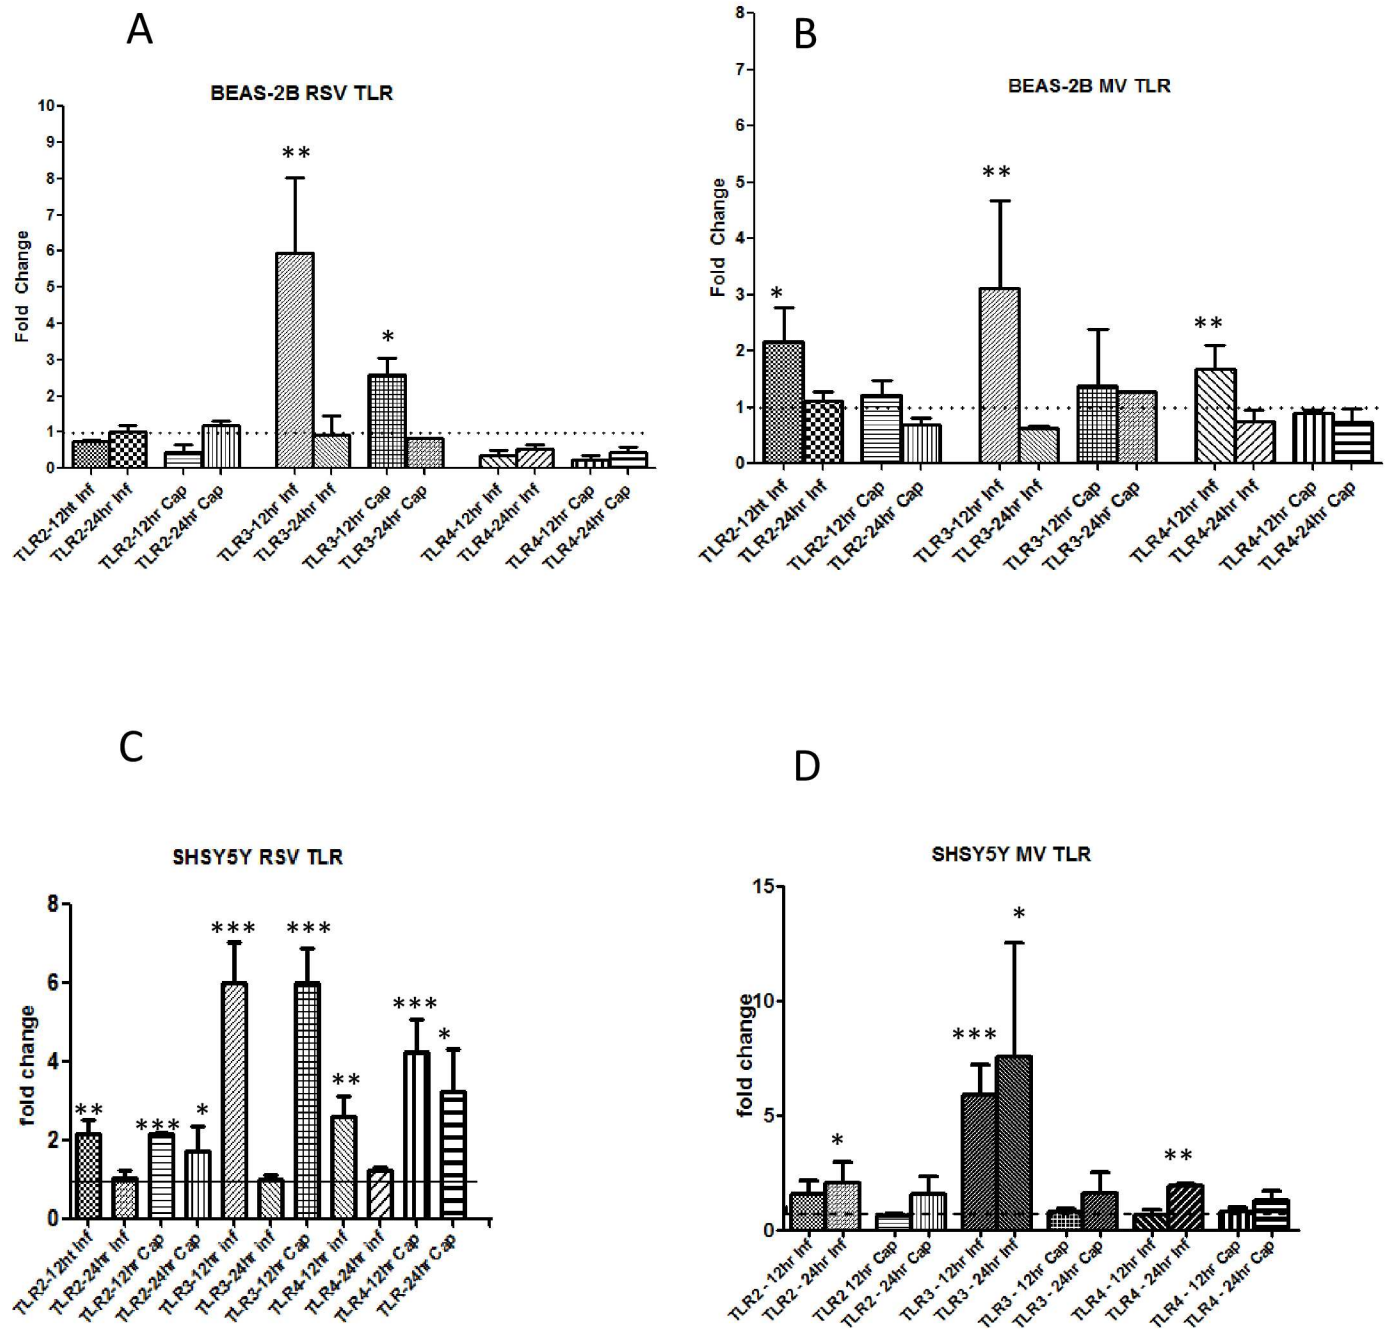 A
BEAS-2B RSV TLR
Fold Change
10
9
8
7
6
5
4
3
2
1
0
**
*
TLR2-12ht Inf
TLR2-24hr Inf
TLR2-12hr Cap
TLR2-24hr Cap
TLR3-12hr Inf
TLR3-24hr Inf
TLR3-12hr Cap
TLR3-24hr Cap
TLR4-12hr Inf
TLR4-24hr Inf
TLR4-12hr Cap
TLR4-24hr Cap
B
BEAS-2B MV TLR
Fold Change
8
7
6
5
4
3
2
1
0
*
**
**
TLR2-12ht Inf
TLR2-24hr Inf
TLR2-12hr Cap
TLR2-24hr Cap
TLR3-12hr Inf
TLR3-24hr Inf
TLR3-12hr Cap
TLR3-24hr Cap
TLR4-12hr Inf
TLR4-24hr Inf
TLR4-12hr Cap
TLR4-24hr Cap
C
SHSY5Y RSV TLR
fold change
8
6
4
2
0
**
***
*
***
***
**
***
*
TLR2-12ht Inf
TLR2-24hr Inf
TLR2-12hr Cap
TLR2-24hr Cap
TLR3-12hr inf
TLR3-24hr inf
TLR3-12hr Cap
TLR4-12hr inf
TLR4-24hr inf
TLR4-12hr Cap
TLR-24hr Cap
D
SHSY5Y MV TLR
fold change
15
10
5
0
*
***
*
**
TLR2 - 12hr Inf
TLR2 - 24hr Inf
TLR2 12hr Cap
TLR2 - 24hr Cap
TLR3 - 12hr Inf
TLR3 - 24hr Inf
TLR3 - 12hr Cap
TLR3 - 24hr Cap
TLR4 - 12hr Inf
TLR4 - 24hr Inf
TLR4 - 12hr Cap
TLR4 - 24hr Cap